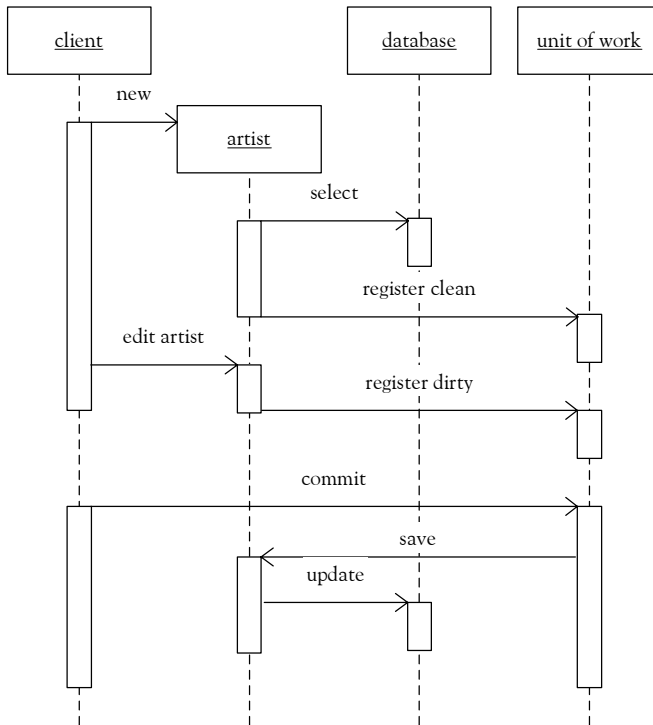 client
database
unit of work
new
artist
select
register clean
edit artist
register dirty
commit
save
update